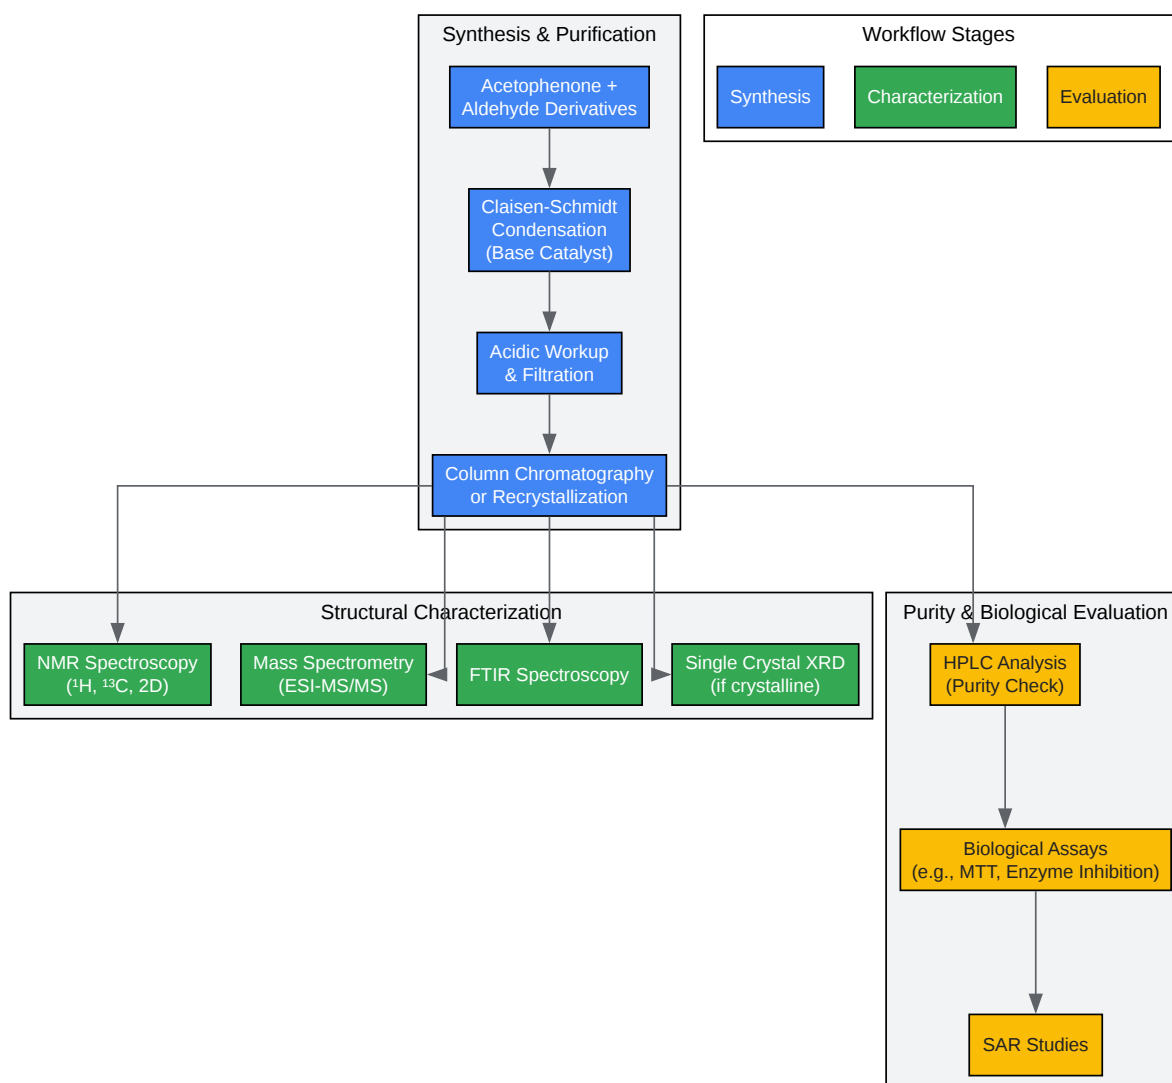 Synthesis & Purification
Acetophenone +
Aldehyde Derivatives
Claisen-Schmidt
Condensation
(Base Catalyst)
Acidic Workup
& Filtration
Column Chromatography
or Recrystallization
Workflow Stages
Synthesis
Characterization
Evaluation
Structural Characterization
NMR Spectroscopy
(¹H, ¹³C, 2D)
Mass Spectrometry
(ESI-MS/MS)
FTIR Spectroscopy
Single Crystal XRD
(if crystalline)
Purity & Biological Evaluation
HPLC Analysis
(Purity Check)
Biological Assays
(e.g., MTT, Enzyme Inhibition)
SAR Studies